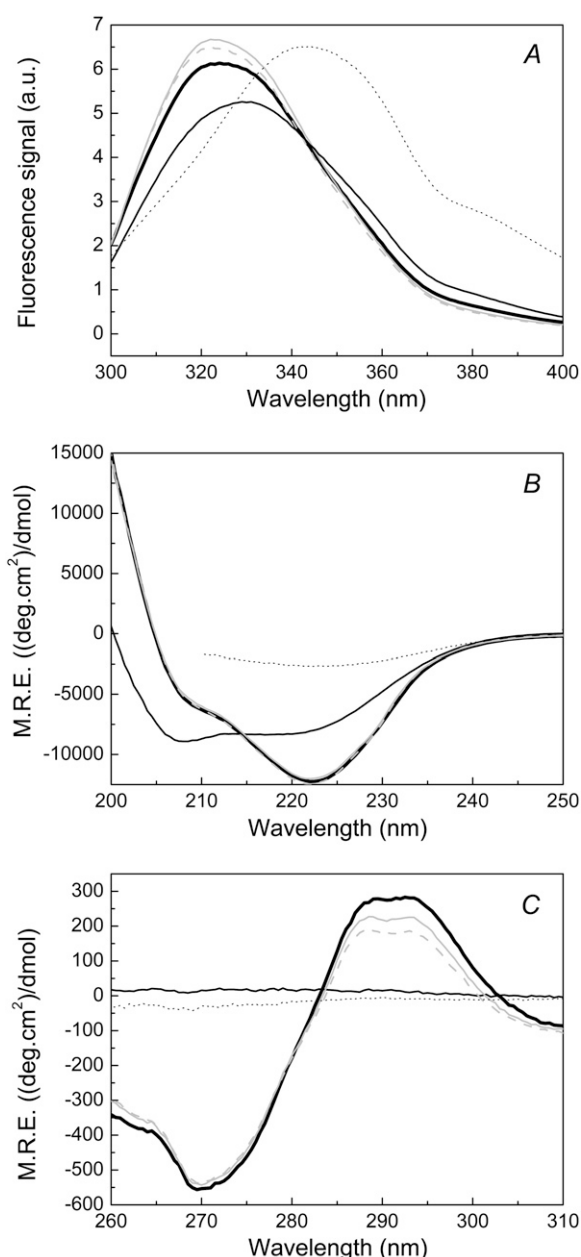 A
7
6
5
4
3
2
1
0
Fluorescence signal (a.u.)
300 320 340 360 380 400
Wavelength (nm)
B
15000
10000
5000
0
-5000
-10000
M.R.E. ((deg.cm²)/dmol)
200 210 220 230 240 250
Wavelength (nm)
C
300
200
100
0
-100
-200
-300
-400
-500
-600
M.R.E. ((deg.cm²)/dmol)
260 270 280 290 300 310
Wavelength (nm)